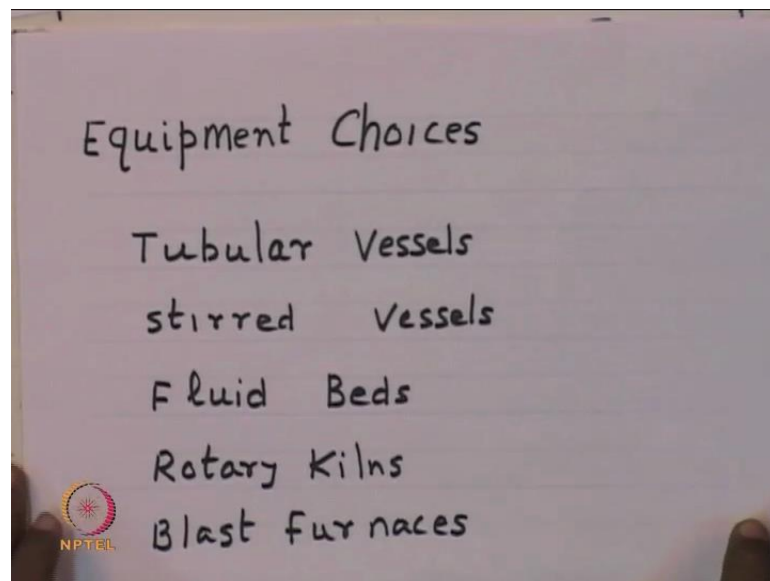 Equipment Choices
Tubular Vessels
Stirred Vessels
Fluid Beds
Rotary Kilns
Blast Furnaces
NPTEL